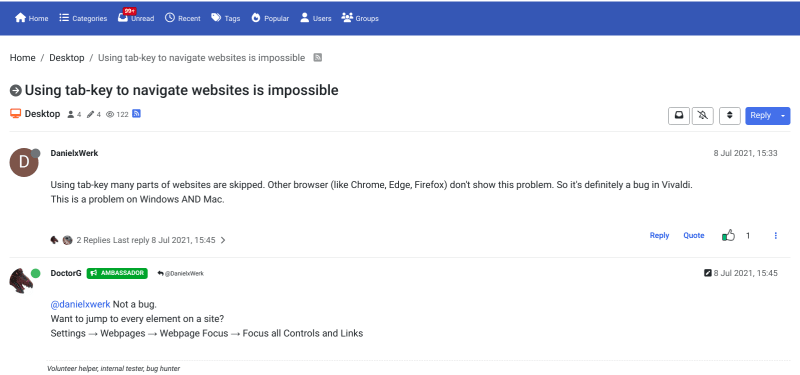 Home Categories 99+ Unread Recent Tags Popular Users Groups
Home / Desktop / Using tab-key to navigate websites is impossible
Using tab-key to navigate websites is impossible
Desktop 4 4 122
Reply
D
DanielxWerk 8 Jul 2021, 15:33
Using tab-key many parts of websites are skipped. Other browser (like Chrome, Edge, Firefox) don't show this problem. So it's definitely a bug in Vivaldi.
This is a problem on Windows AND Mac.
2 Replies Last reply 8 Jul 2021, 15:45
Reply Quote 1
DoctorG AMBASSADOR @DanielxWerk 8 Jul 2021, 15:45
@danielxwerk Not a bug.
Want to jump to every element on a site?
Settings → Webpages → Webpage Focus → Focus all Controls and Links
Volunteer helper, internal tester, bug hunter